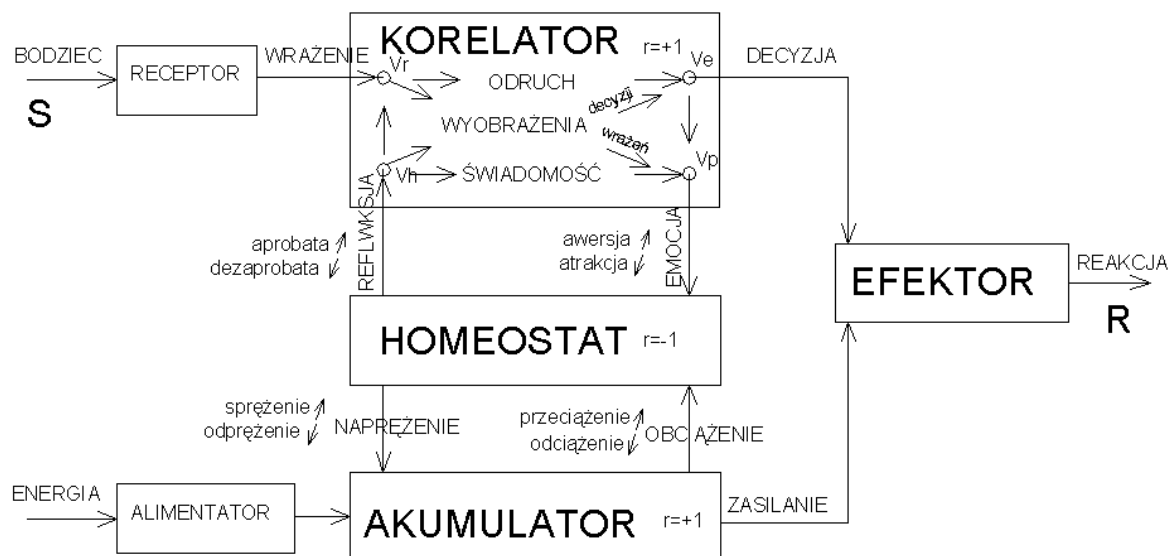 BODZIEC
S
RECEPTOR
WRAŻENIE
KORELATOR r=+1
Vr
ODRUCH
Ve
DECYZJA
decyzji
WYOBRAŻENIA
wrażeń
Vh
ŚWIADOMOŚĆ
Vp
REFLWKSJA
aprobata
dezaprobata
awersja
atrakcja
EMOCJA
EFEKTOR
REAKCJA
R
HOMEOSTAT r=-1
sprężenie
odprężenie
NAPRĘŻENIE
przeciążenie
odciążenie
OBCIĄŻENIE
ENERGIA
ALIMENTATOR
AKUMULATOR r=+1
ZASILANIE